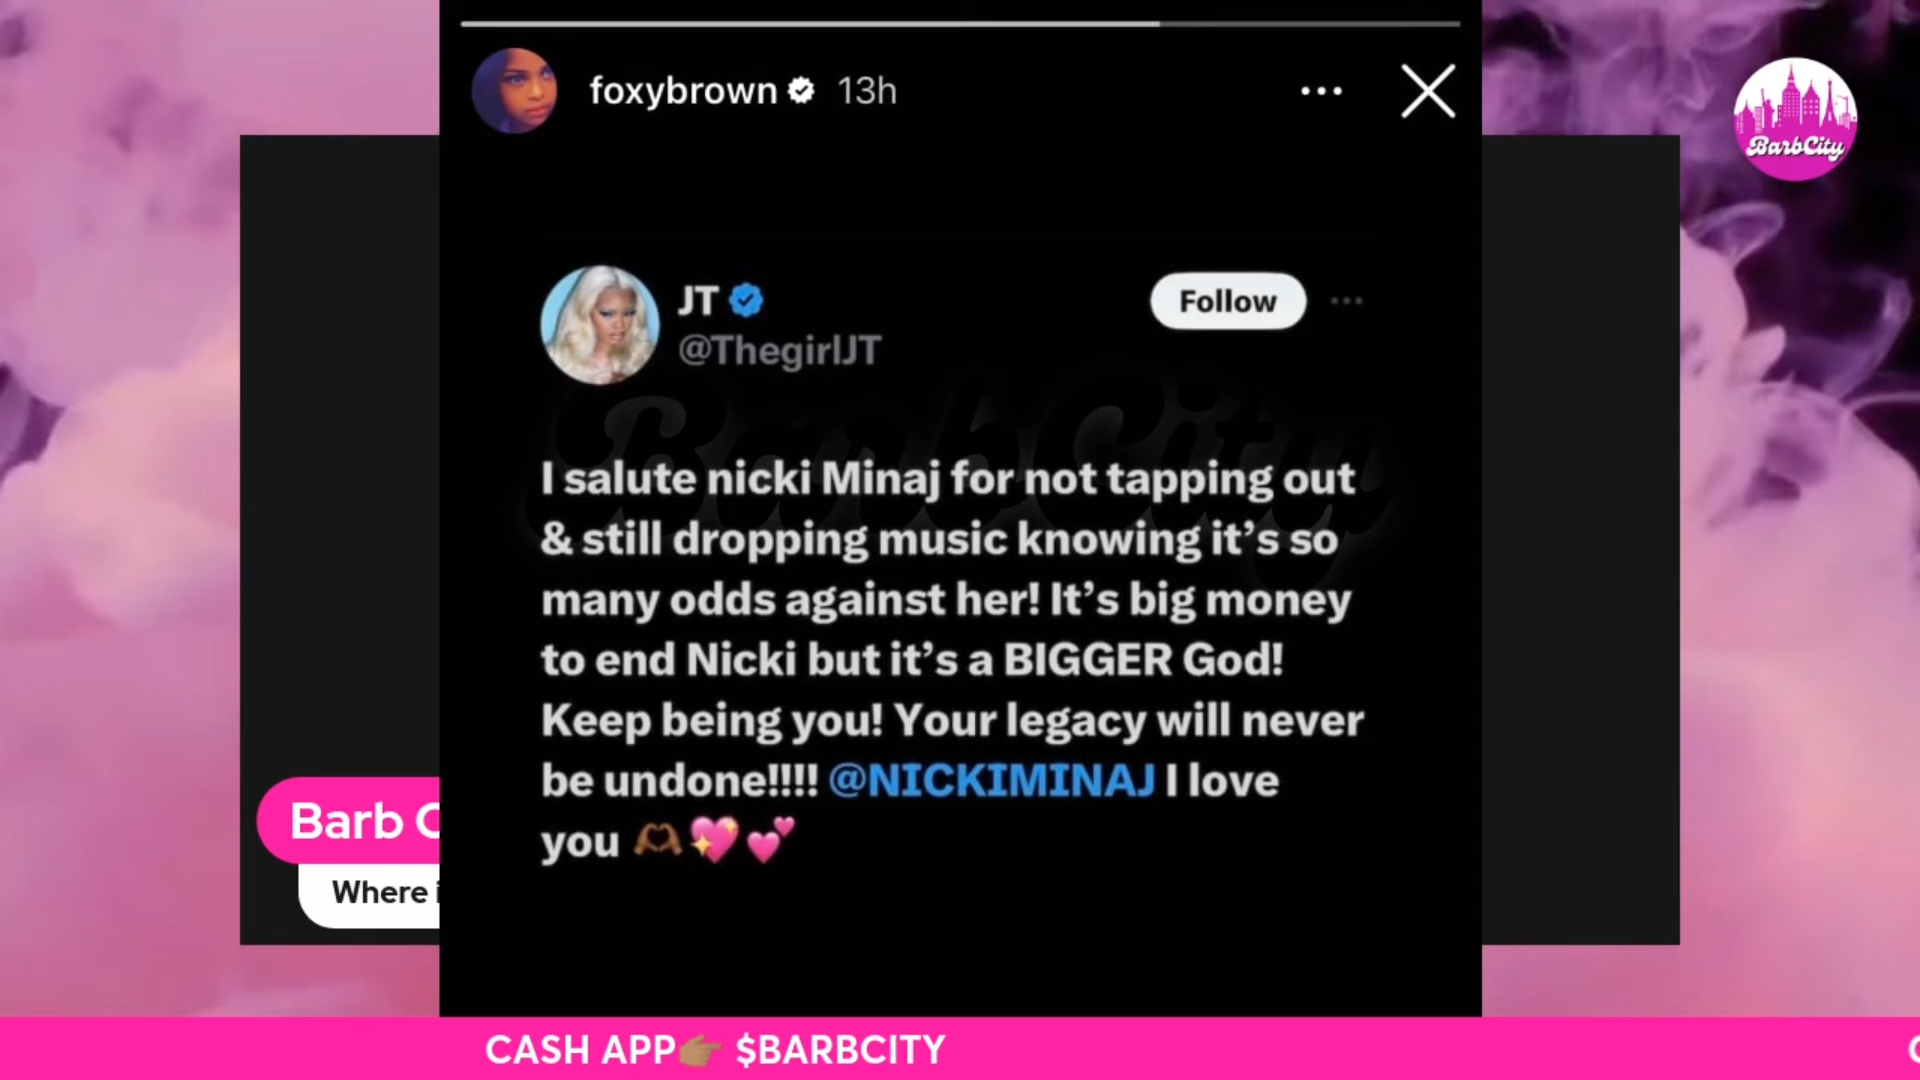 foxybrown 13h
BarbCity
JT
Follow
@ThegirlJT
BarbCity
I salute nicki Minaj for not tapping out
& still dropping music knowing it’s so
many odds against her! It’s big money
to end Nicki but it’s a BIGGER God!
Keep being you! Your legacy will never
be undone!!!! @NICKIMINAJ I love
you 🫶🏾💖💕
Barb
Where
CASH APP👉🏽 $BARBCITY